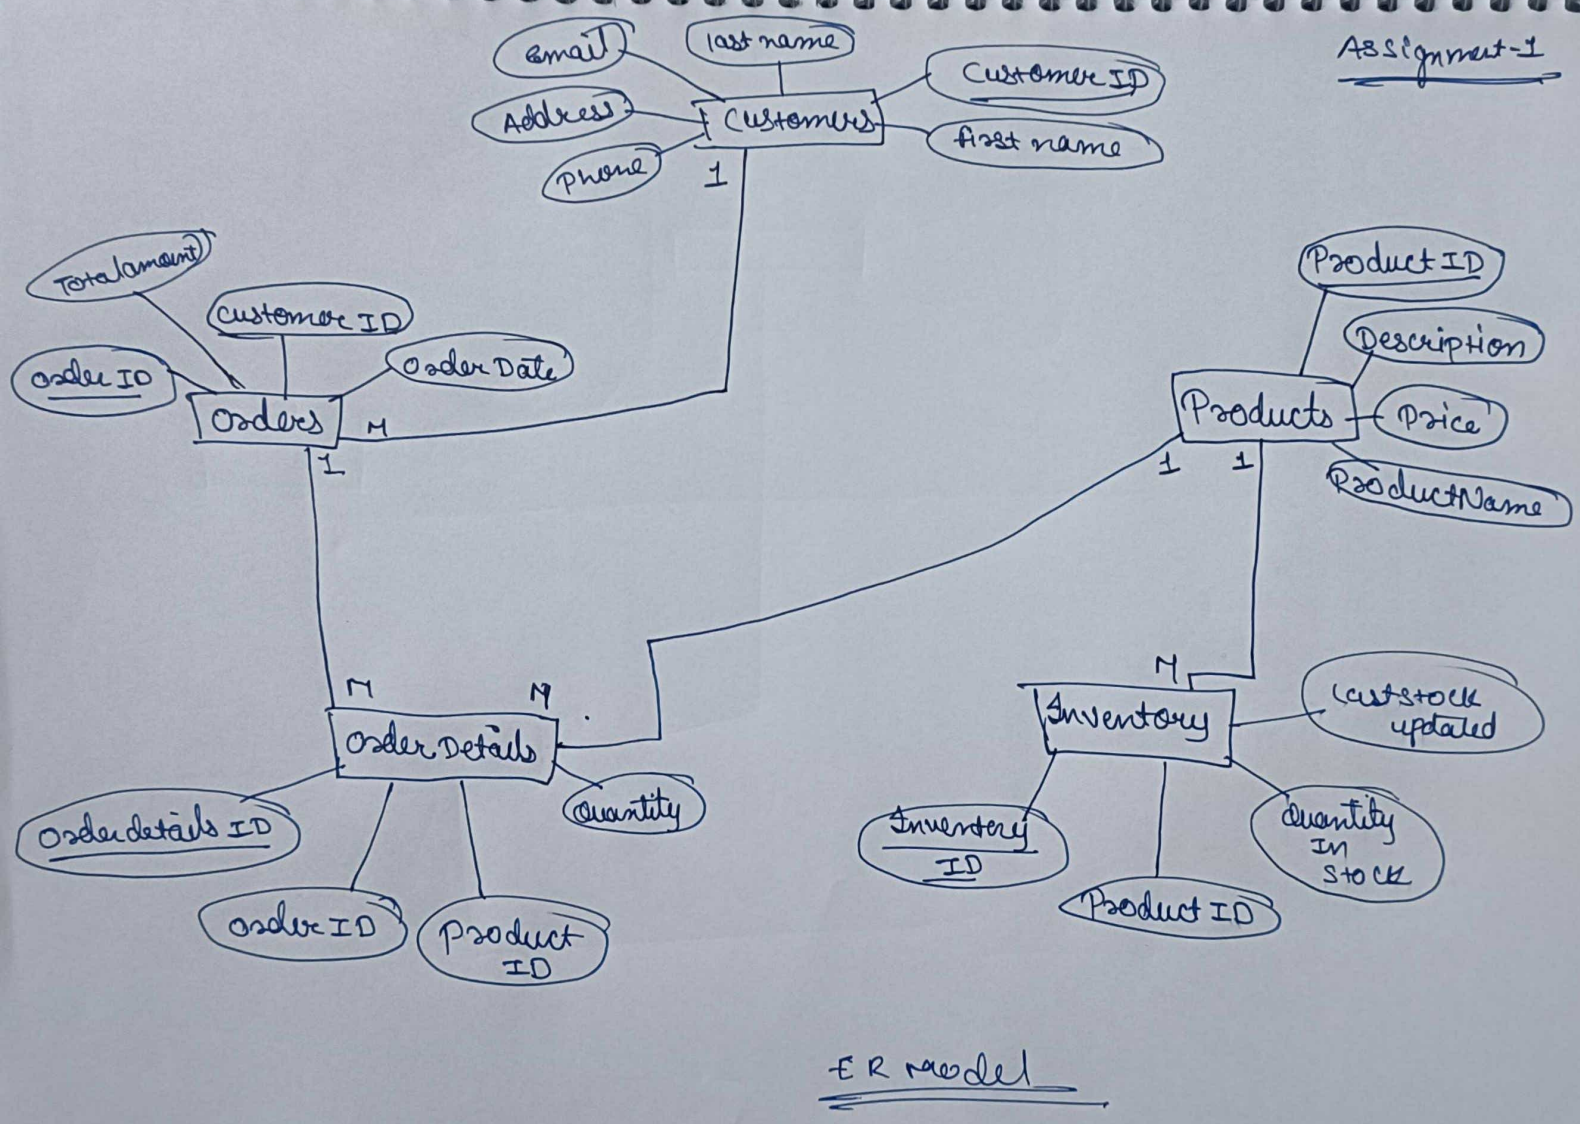 Assignment-1
Email
last name
Customer ID
Address
Customers
first name
Phone
1
Total amount
customer ID
Order ID
Order Date
Orders
M
1
Product ID
Description
Products
Price
1
1
ProductName
M
M
M
Order Details
Inventory
Last stock
updated
Orderdetails ID
Quantity
Order ID
Product
ID
Inventory
ID
Product ID
Quantity
In
Stock
ER model